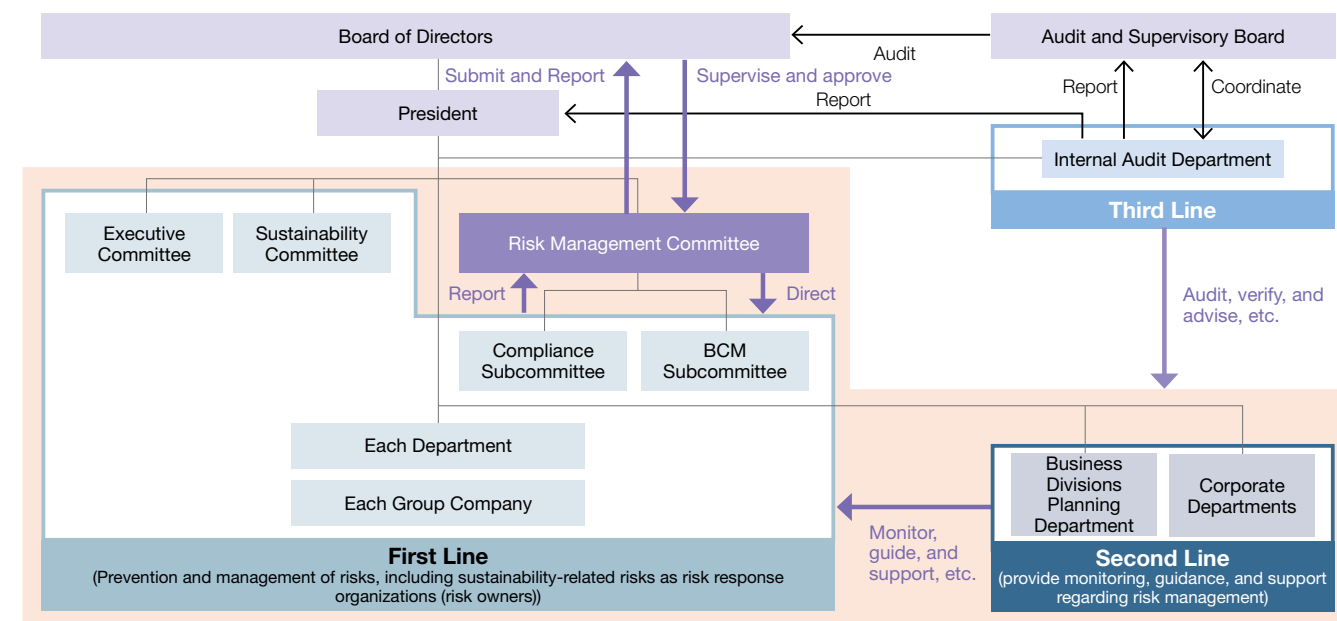 Board of Directors
Audit and Supervisory Board
Audit
Submit and Report
Supervise and approve
Report
Coordinate
Report
President
Internal Audit Department
Third Line
Executive
Committee
Sustainability
Committee
Risk Management Committee
Report
Direct
Audit, verify, and
advise, etc.
Compliance
Subcommittee
BCM
Subcommittee
Each Department
Each Group Company
Business
Divisions
Planning
Department
Corporate
Departments
Monitor,
guide, and
support, etc.
First Line
(Prevention and management of risks, including sustainability-related risks as risk response
organizations (risk owners))
Second Line
(provide monitoring, guidance, and support
regarding risk management)